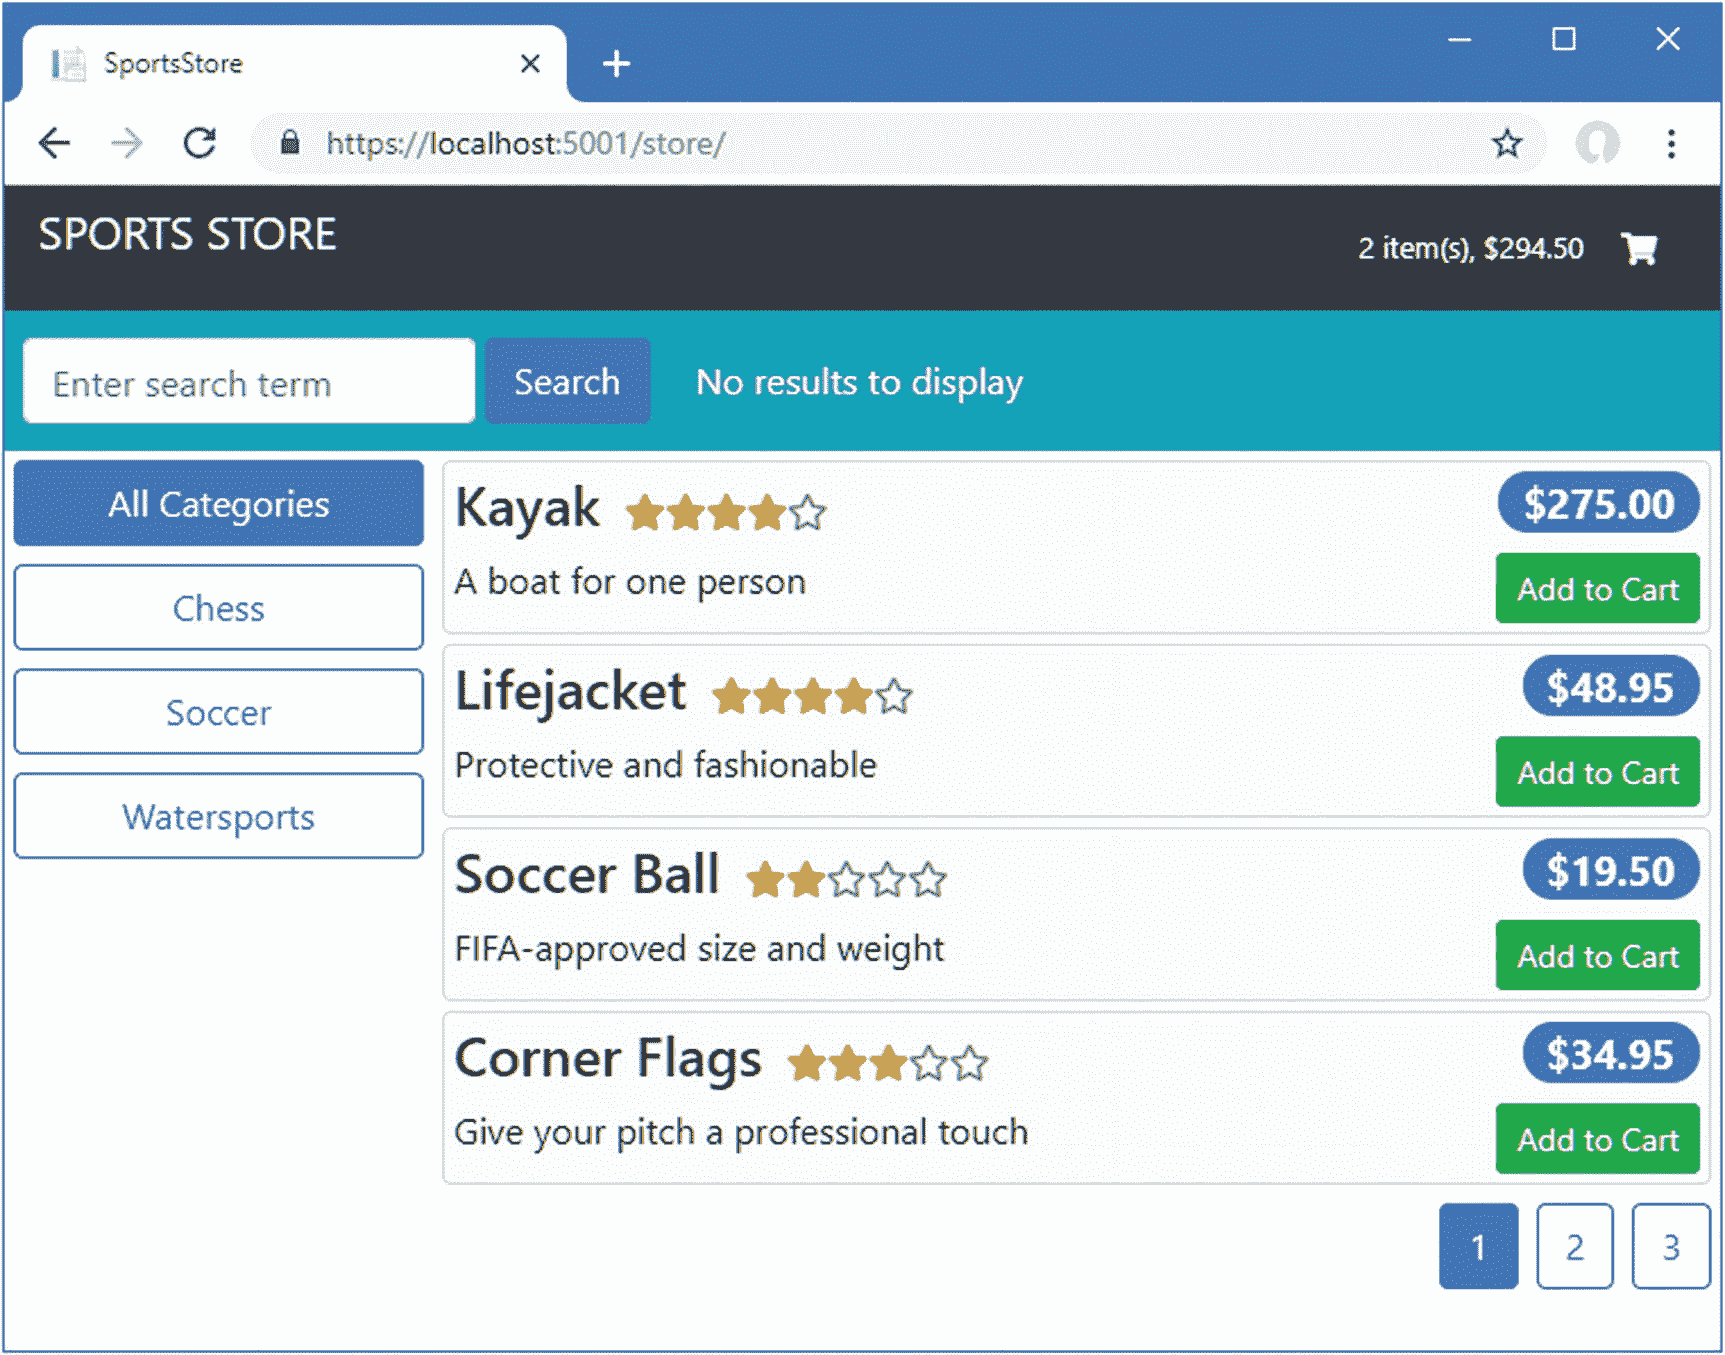 SportsStore
https://localhost:5001/store/
SPORTS STORE
2 item(s), $294.50
Enter search term
Search
No results to display
All Categories
Chess
Soccer
Watersports
Kayak
$275.00
A boat for one person
Add to Cart
Lifejacket
$48.95
Protective and fashionable
Add to Cart
Soccer Ball
$19.50
FIFA-approved size and weight
Add to Cart
Corner Flags
$34.95
Give your pitch a professional touch
Add to Cart
1 2 3